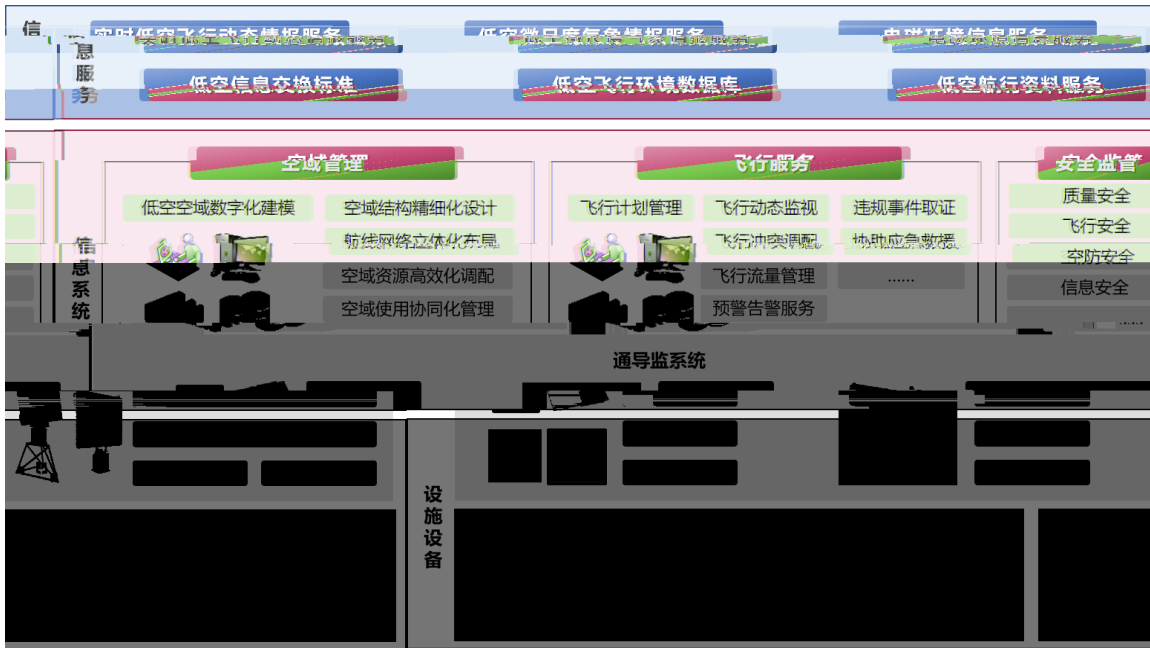 信息服务
实时低空飞行动态情报服务
低空微尺度气象情报服务
电磁环境信息服务
低空信息交换标准
低空飞行环境数据库
低空航行资料服务
信息系统
空域管理
低空空域数字化建模
空域结构精细化设计
航线网络立体化布局
空域资源高效化调配
空域使用协同化管理
飞行服务
飞行计划管理
飞行动态监视
违规事件取证
飞行冲突调配
协助应急救援
飞行流量管理
......
预警告警服务
安全监管
质量安全
飞行安全
空防安全
信息安全
通导监系统
设施设备